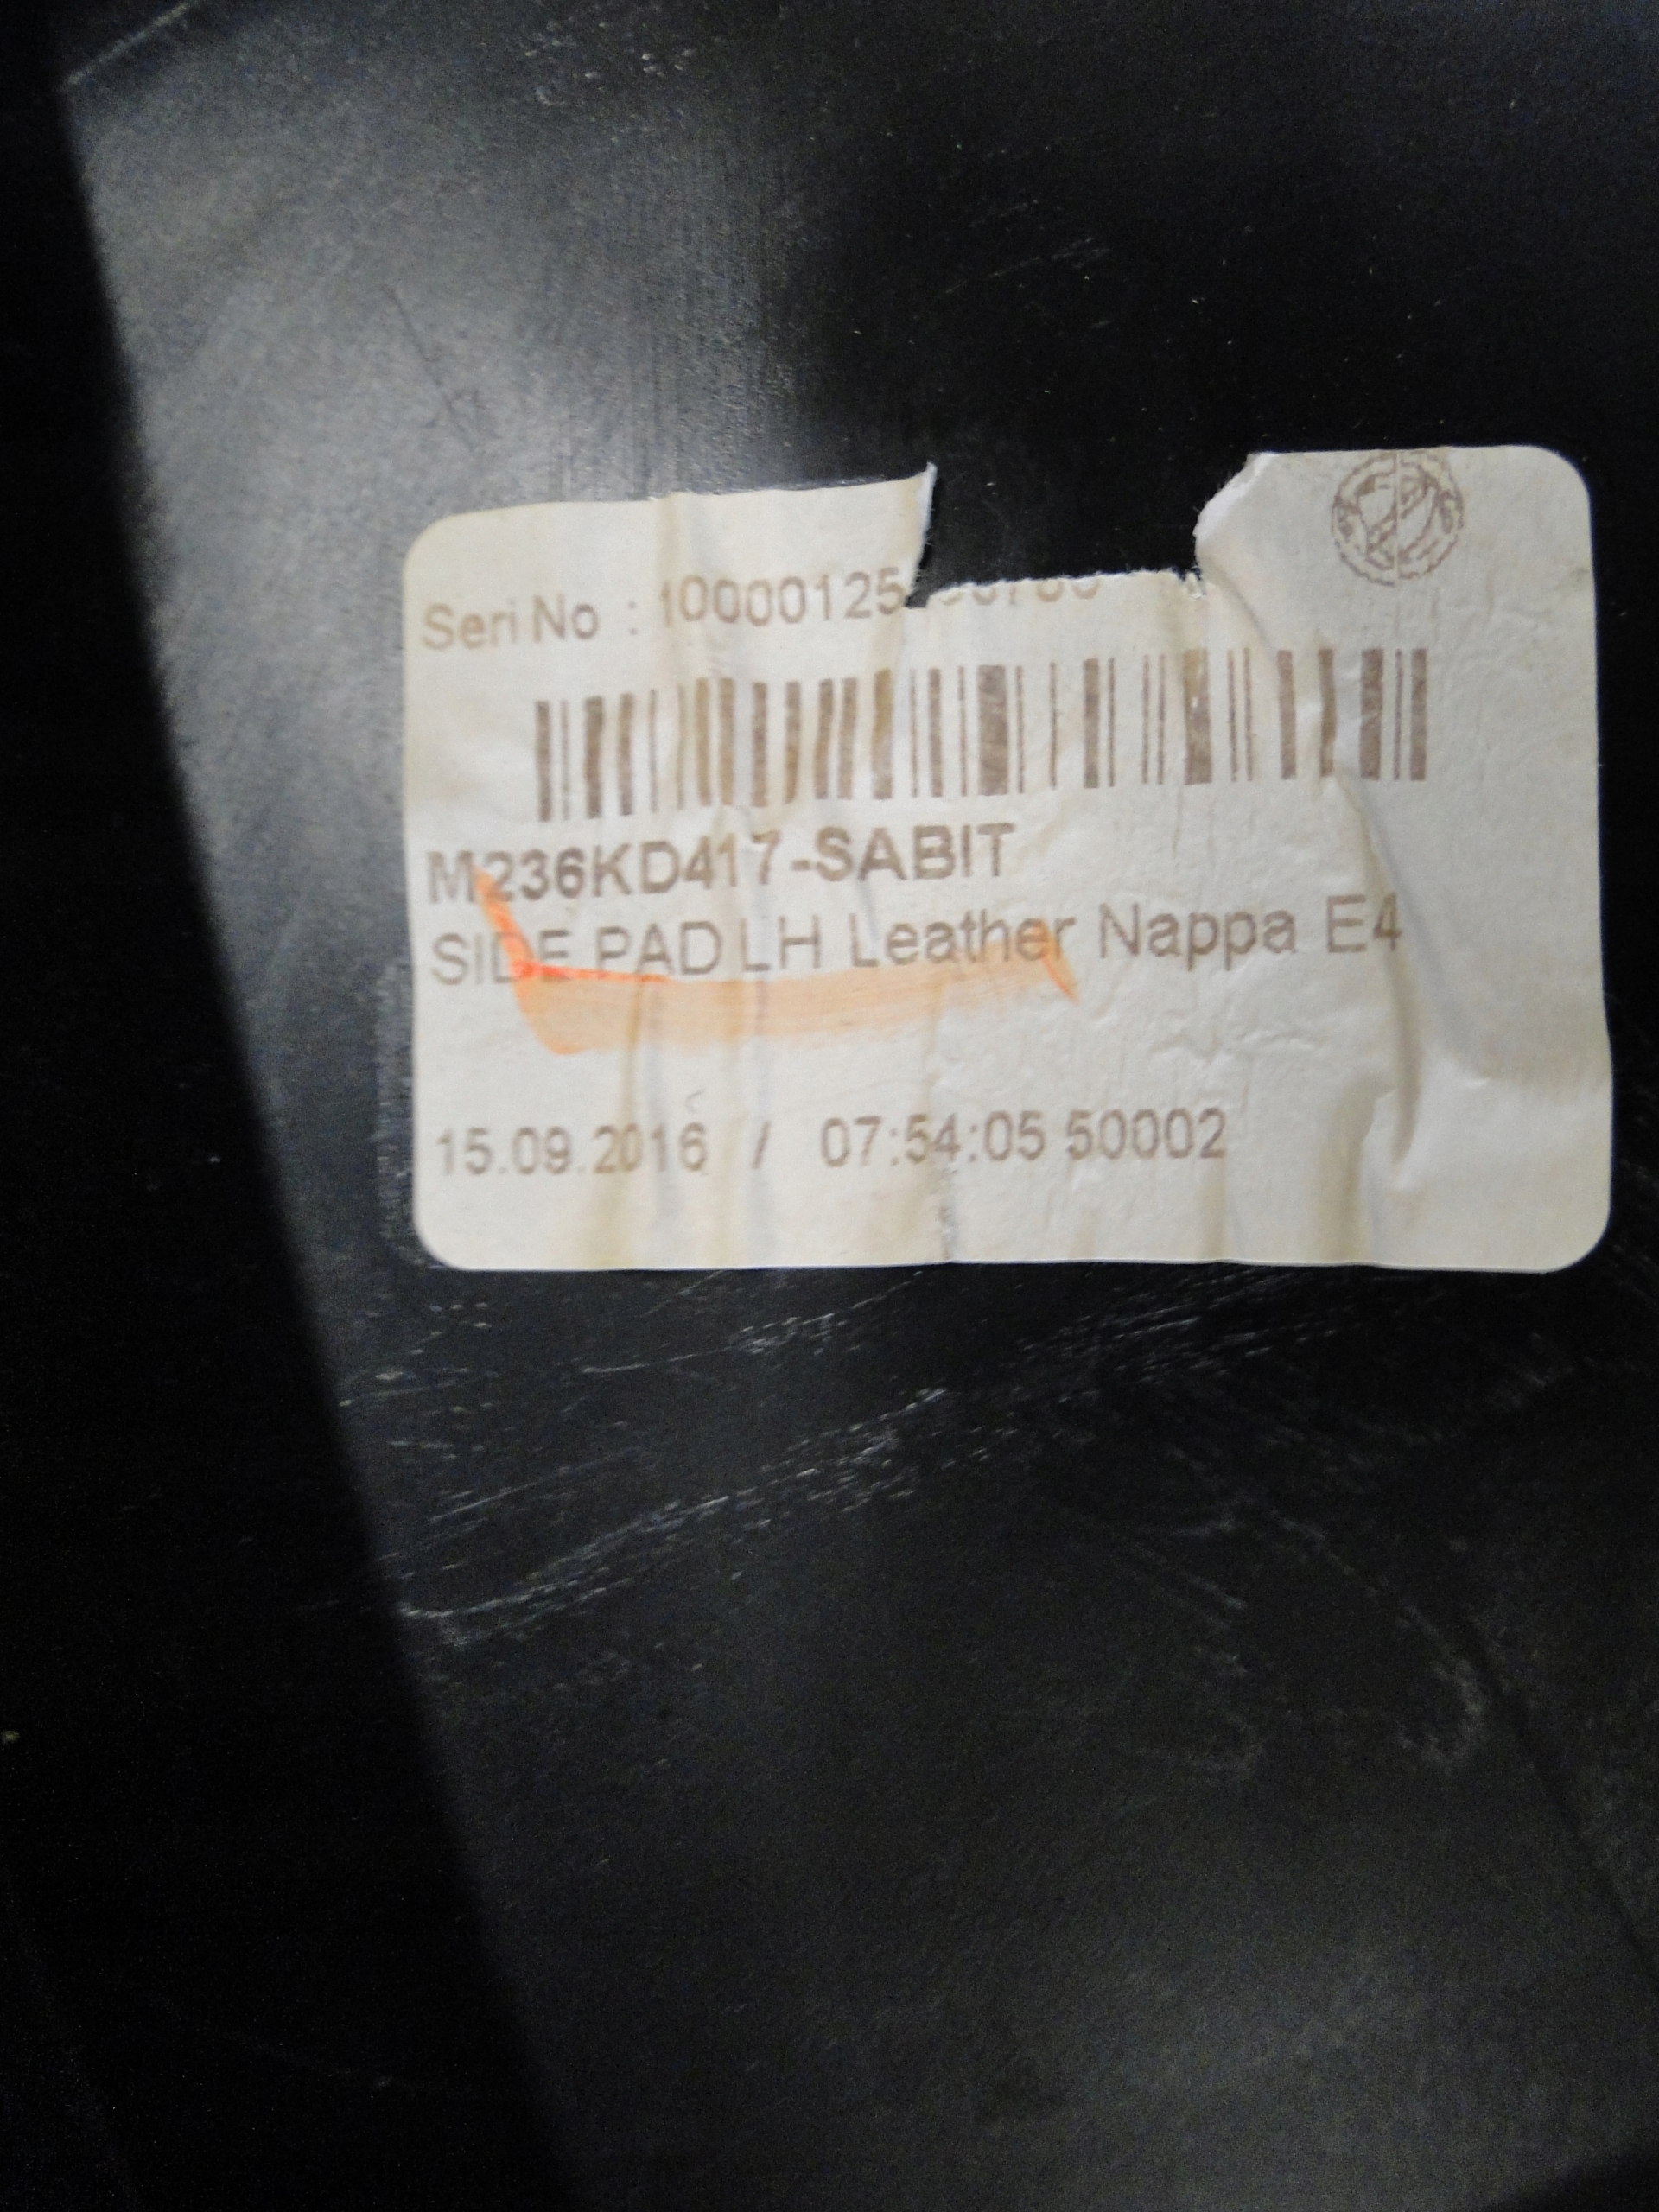 Seri No : 10000125
M236KD417-SABIT
SIDE PAD LH Leather Nappa E4
15.09.2016 / 07:54:05 50002